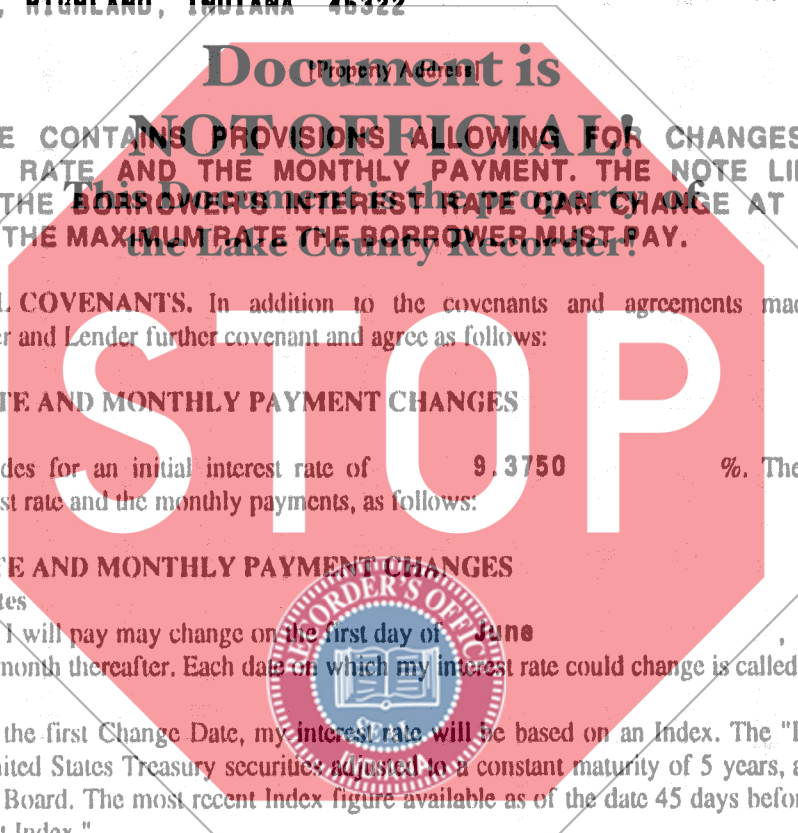 , HIGHLAND, INDIANA 46322
Document is
[Property Address]
NOT OFFICIAL!
E CONTAINS PROVISIONS ALLOWING FOR CHANGES
RATE AND THE MONTHLY PAYMENT. THE NOTE LI
This Document is the property of
THE BORROWER'S INTEREST RATE CAN CHANGE AT
the Lake County Recorder!
THE MAXIMUM RATE THE BORROWER MUST PAY.
L COVENANTS. In addition to the covenants and agreements mad
er and Lender further covenant and agree as follows:
STOP
TE AND MONTHLY PAYMENT CHANGES
des for an initial interest rate of 9.3750 %. The
st rate and the monthly payments, as follows:
TE AND MONTHLY PAYMENT CHANGES
tes
I will pay may change on the first day of June ,
month thereafter. Each date on which my interest rate could change is called
RECORDER'S OFFICE
SEAL
INDIANA
the first Change Date, my interest rate will be based on an Index. The "I
nited States Treasury securities adjusted to a constant maturity of 5 years, a
Board. The most recent Index figure available as of the date 45 days befor
t Index."